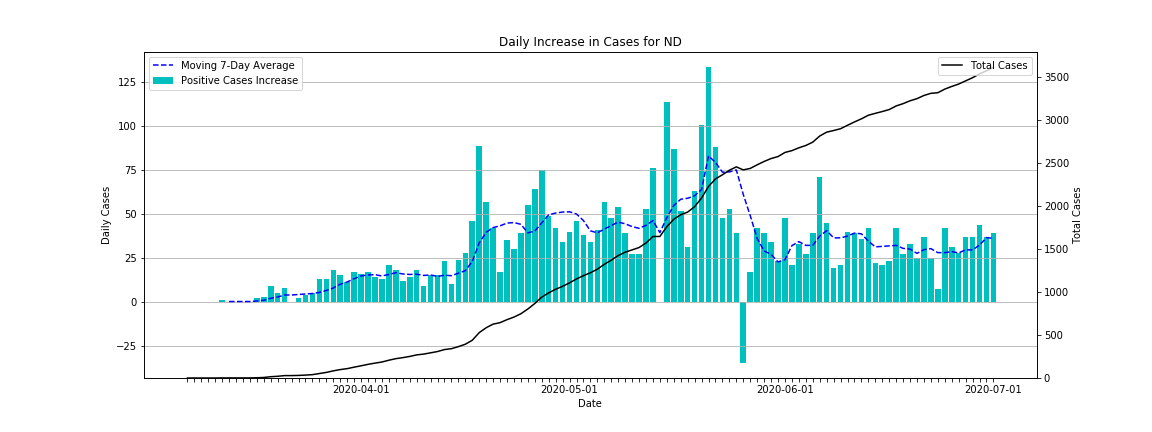 Daily Increase in Cases for ND
Moving 7-Day Average
Positive Cases Increase
Total Cases
125
100
75
50
25
0
−25
Daily Cases
3500
3000
2500
2000
1500
1000
500
0
Total Cases
2020-04-01
2020-05-01
2020-06-01
2020-07-01
Date